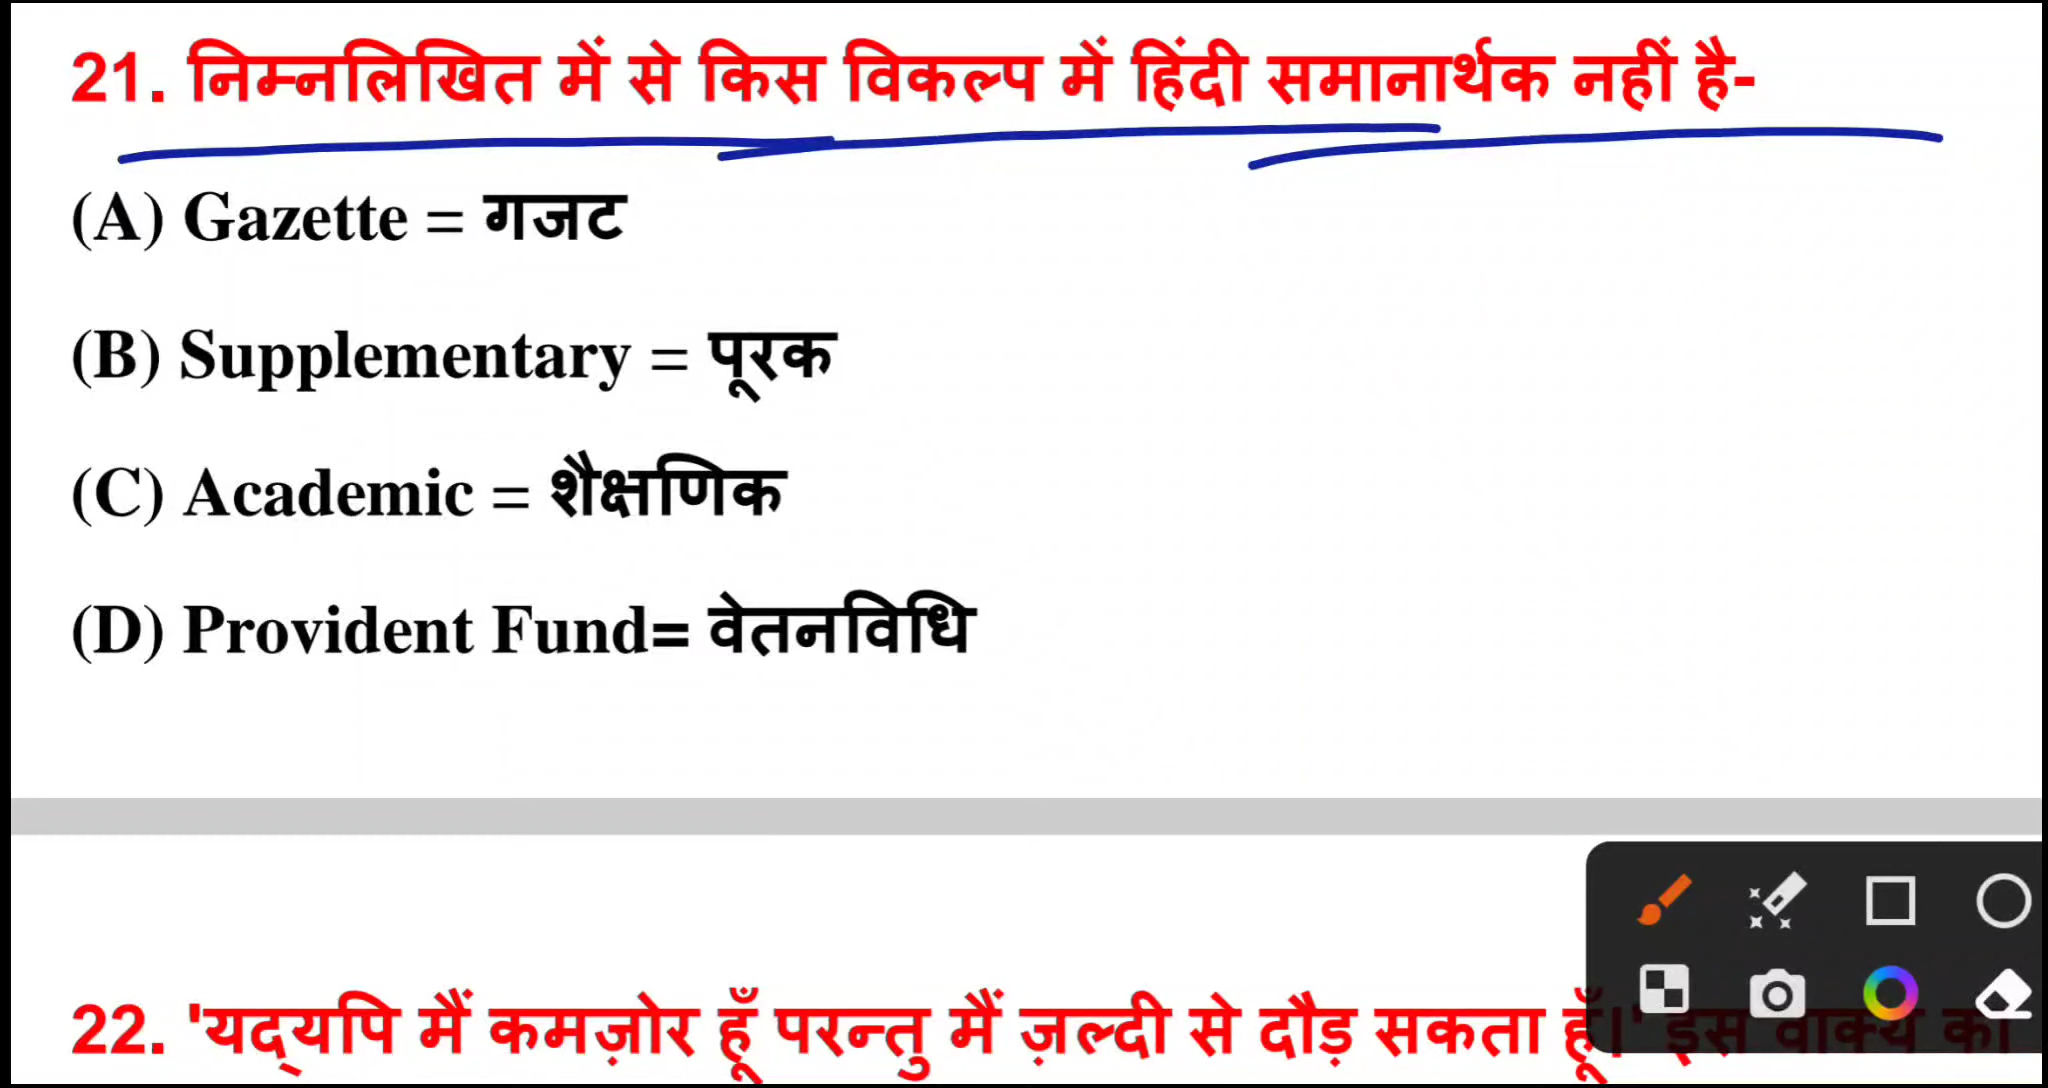 21. निम्नलिखित में से किस विकल्प में हिंदी समानार्थक नहीं है-
(A) Gazette = गजट
(B) Supplementary = पूरक
(C) Academic = शैक्षणिक
(D) Provident Fund= वेतनविधि
22. 'यद्यपि मैं कमज़ोर हूँ परन्तु मैं ज़ल्दी से दौड़ सकता हूँ।' इस वाक्य का